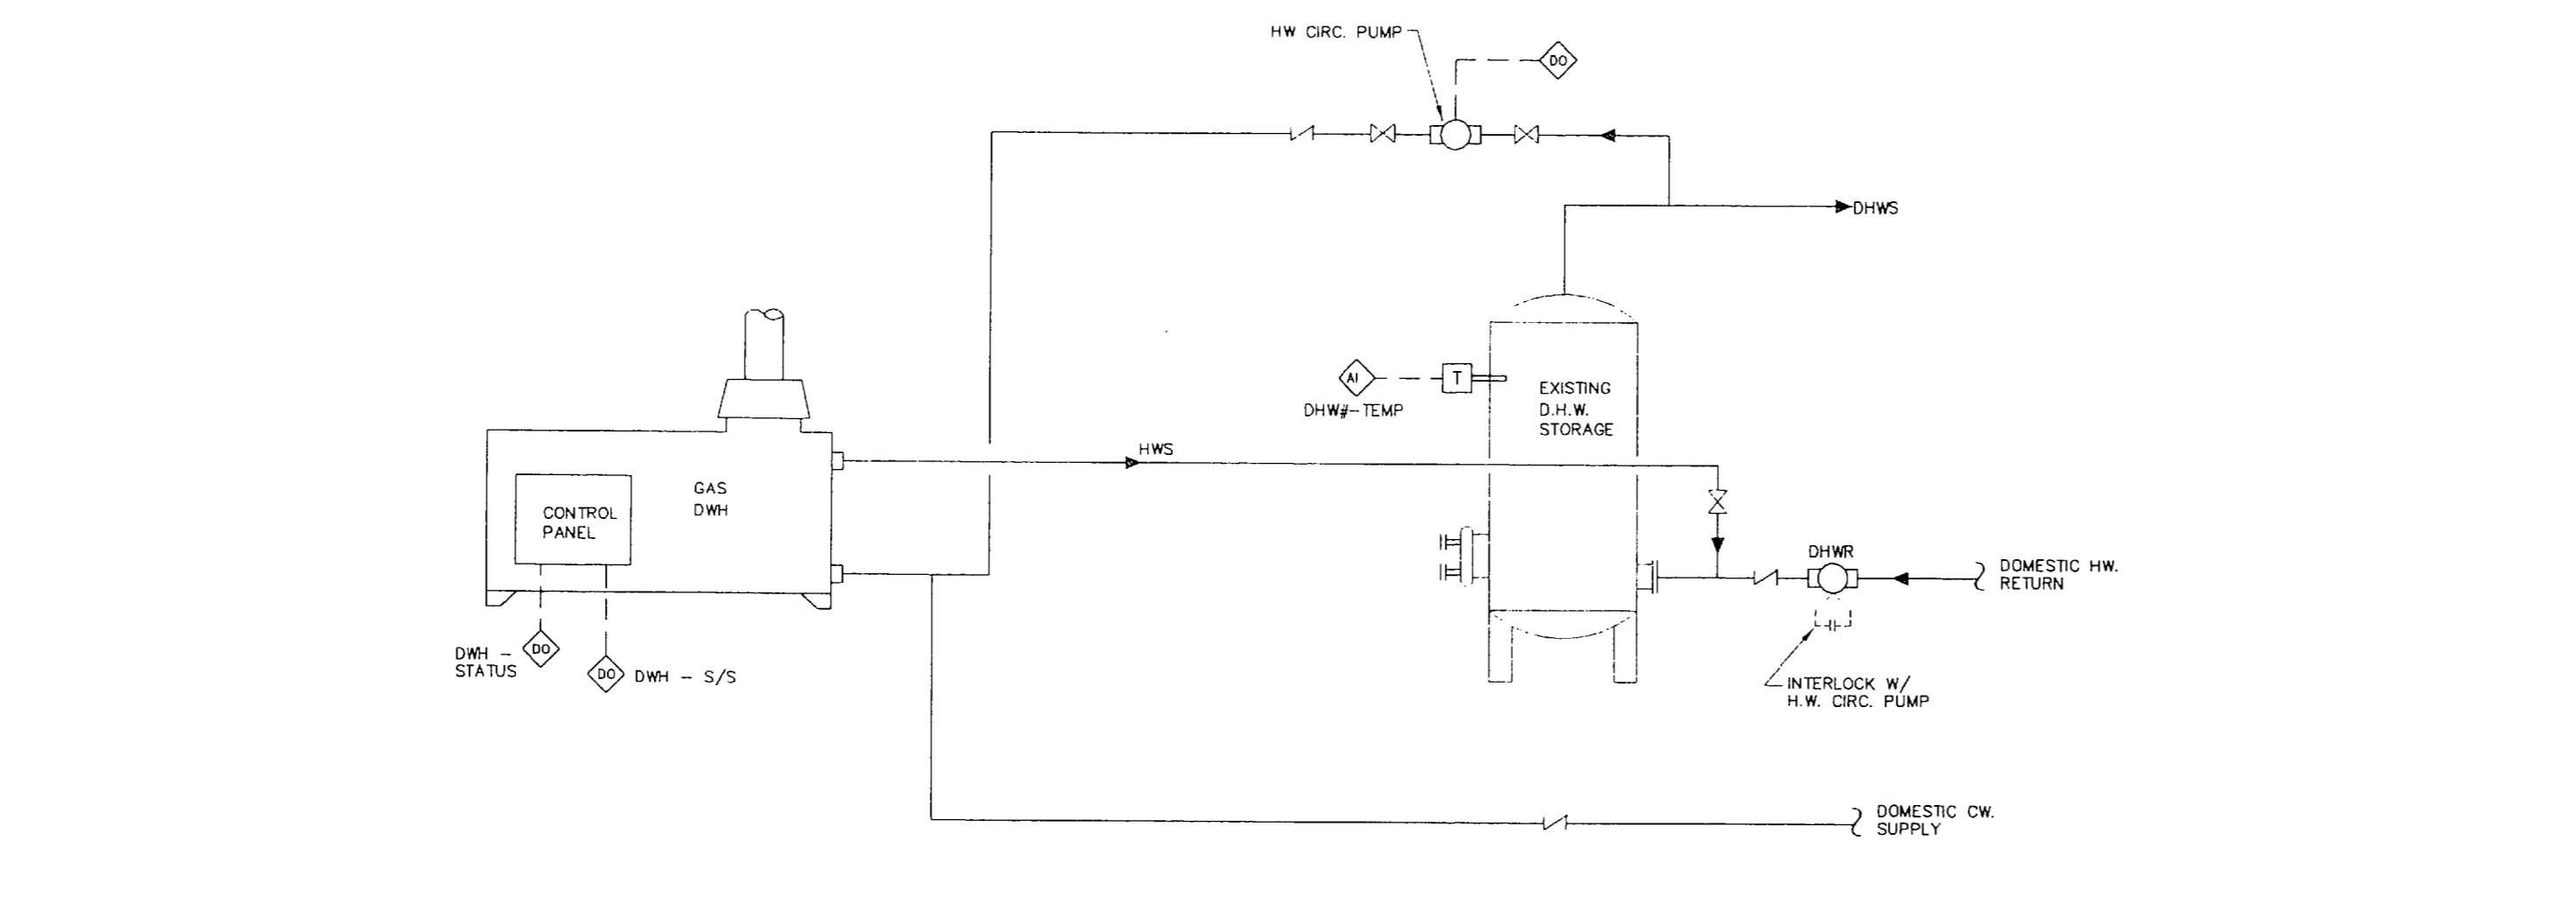 HW CIRC. PUMP
DO
DHWS
AI
T
DHW#-TEMP
EXISTING
D.H.W.
STORAGE
HWS
GAS
DWH
CONTROL
PANEL
DHWR
DOMESTIC HW.
RETURN
DWH -
STATUS
DO
DO
DWH - S/S
INTERLOCK W/
H.W. CIRC. PUMP
DOMESTIC CW.
SUPPLY